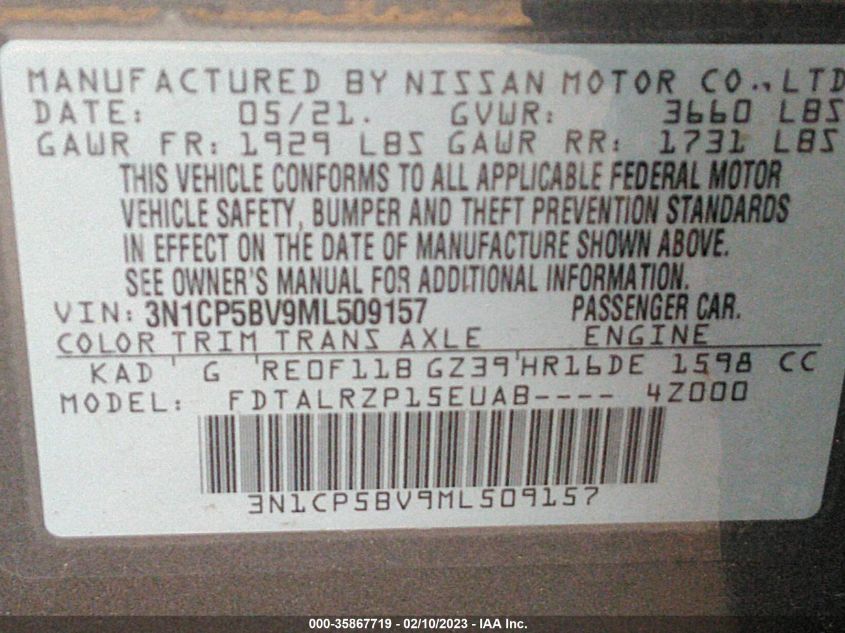 MANUFACTURED BY NISSAN MOTOR CO., LTD
DATE: 05/21. GVWR: 3660 LBS
GAWR FR: 1929 LBS GAWR RR: 1731 LBS
THIS VEHICLE CONFORMS TO ALL APPLICABLE FEDERAL MOTOR
VEHICLE SAFETY, BUMPER AND THEFT PREVENTION STANDARDS
IN EFFECT ON THE DATE OF MANUFACTURE SHOWN ABOVE.
SEE OWNER'S MANUAL FOR ADDITIONAL INFORMATION.
VIN: 3N1CP5BV9ML509157 PASSENGER CAR.
COLOR TRIM TRANS AXLE ENGINE
KAD ' G 'RE0F11B GZ39'HR16DE 1598 CC
MODEL: FDTALRZP15EUAB---- 4Z000
3N1CP5BV9ML509157
000-35867719 - 02/10/2023 - IAA Inc.